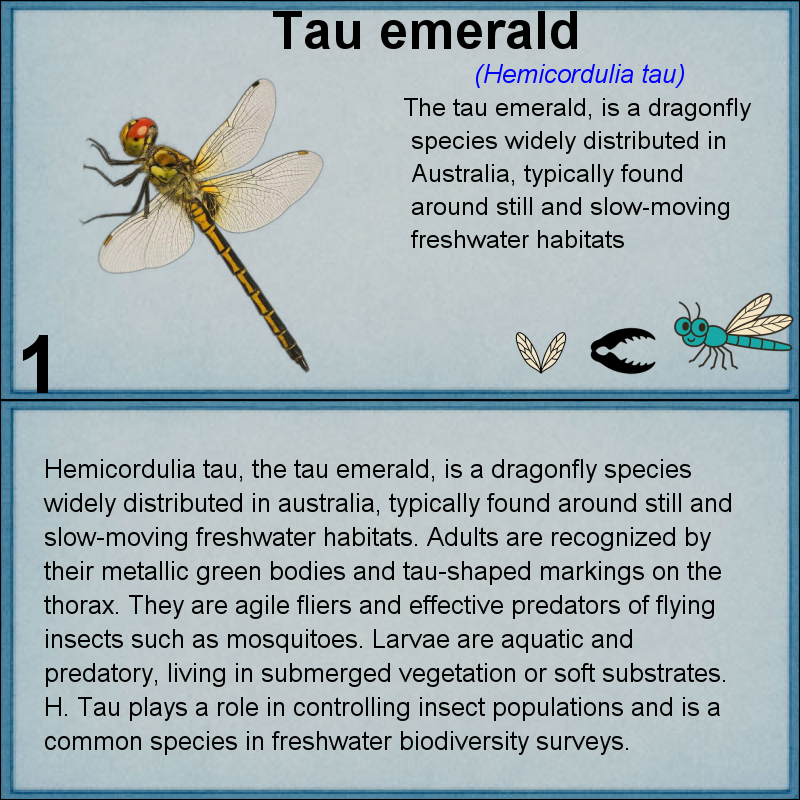 Tau emerald
(Hemicordulia tau)
The tau emerald, is a dragonfly
species widely distributed in
Australia, typically found
around still and slow-moving
freshwater habitats
1
Hemicordulia tau, the tau emerald, is a dragonfly species
widely distributed in australia, typically found around still and
slow-moving freshwater habitats. Adults are recognized by
their metallic green bodies and tau-shaped markings on the
thorax. They are agile fliers and effective predators of flying
insects such as mosquitoes. Larvae are aquatic and
predatory, living in submerged vegetation or soft substrates.
H. Tau plays a role in controlling insect populations and is a
common species in freshwater biodiversity surveys.